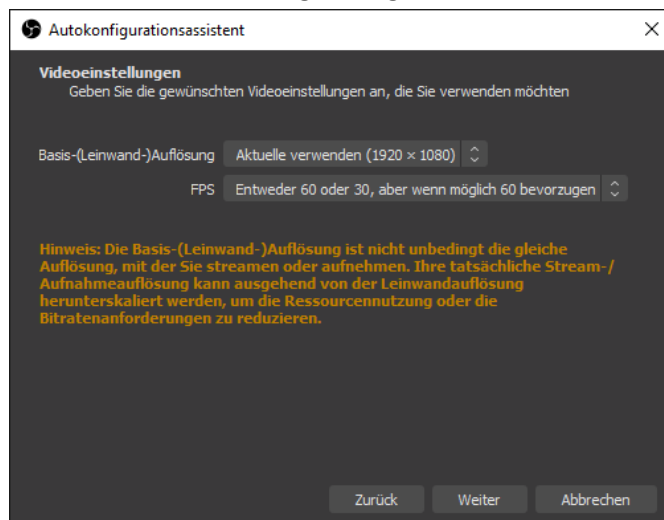 Autokonfigurationsassistent
Videoeinstellungen
Geben Sie die gewünschten Videoeinstellungen an, die Sie verwenden möchten
Basis-(Leinwand-)Auflösung Aktuelle verwenden (1920 × 1080)
FPS Entweder 60 oder 30, aber wenn möglich 60 bevorzugen
Hinweis: Die Basis-(Leinwand-)Auflösung ist nicht unbedingt die gleiche
Auflösung, mit der Sie streamen oder aufnehmen. Ihre tatsächliche Stream-/
Aufnahmeauflösung kann ausgehend von der Leinwandauflösung
herunterskaliert werden, um die Ressourcennutzung oder die
Bitratenanforderungen zu reduzieren.
Zurück Weiter Abbrechen